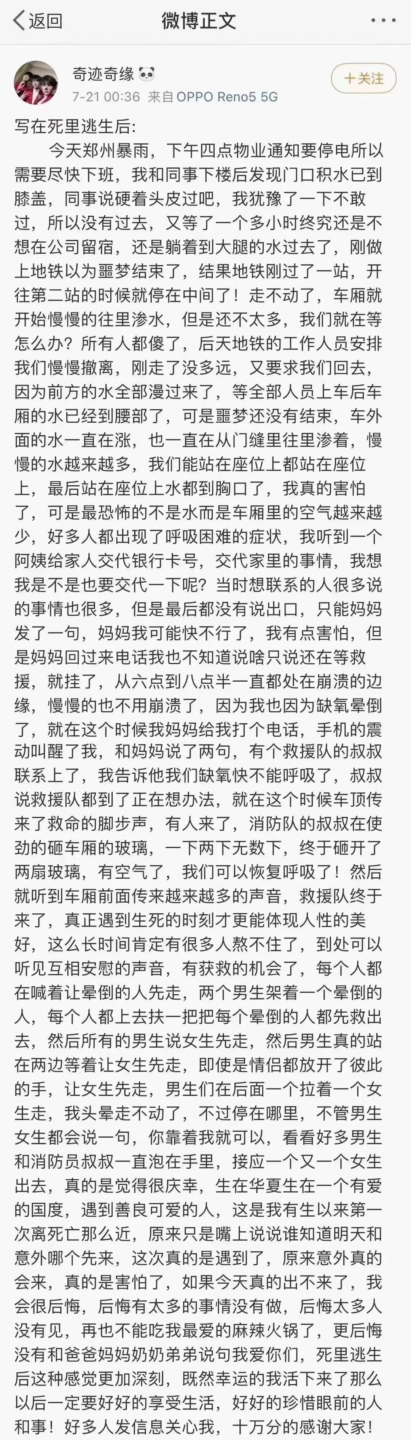 返回
微博正文
奇迹奇缘🐼
7-21 00:36 来自OPPO Reno5 5G
+关注
写在死里逃生后:
今天郑州暴雨，下午四点物业通知要停电所以
需要尽快下班，我和同事下楼后发现门口积水已到
膝盖，同事说硬着头皮过吧，我犹豫了一下不敢
过，所以没有过去，又等了一个多小时终究还是不
想在公司留宿，还是躺着到大腿的水过去了，刚做
上地铁以为噩梦结束了，结果地铁刚过了一站，开
往第二站的时候就停在中间了！走不动了，车厢就
开始慢慢的往里渗水，但是还不太多，我们就在等
怎么办？所有人都傻了，后天地铁的工作人员安排
我们慢慢撤离，刚走了没多远，又要求我们回去，
因为前方的水全部漫过来了，等全部人员上车后车
厢的水已经到腰部了，可是噩梦还没有结束，车外
面的水一直在涨，也一直在从门缝里往里渗着，慢
慢的水越来越多，我们能站在座位上都站在座位
上，最后站在座位上水都到胸口了，我真的害怕
了，可是最恐怖的不是水而是车厢里的空气越来越
少，好多人都出现了呼吸困难的症状，我听到一个
阿姨给家人交代银行卡号，交代家里的事情，我想
我是不是也要交代一下呢？当时想联系的人很多说
的事情也很多，但是最后都没有说出口，只能妈妈
发了一句，妈妈我可能快不行了，我有点害怕，但
是妈妈回过来电话我也不知道说啥只说还在等救
援，就挂了，从六点到八点半一直都处在崩溃的边
缘，慢慢的也不用崩溃了，因为我也因为缺氧晕倒
了，就在这个时候我妈妈给我打个电话，手机的震
动叫醒了我，和妈妈说了两句，有个救援队的叔叔
联系上了，我告诉他我们缺氧快不能呼吸了，叔叔
说救援队都到了正在想办法，就在这个时候车顶传
来了救命的脚步声，有人来了，消防队的叔叔在使
劲的砸车厢的玻璃，一下两下无数下，终于砸开了
两扇玻璃，有空气了，我们可以恢复呼吸了！然后
就听到车厢前面传来越来越多的声音，救援队终于
来了，真正遇到生死的时刻才更能体现人性的美
好，这么长时间肯定有很多人熬不住了，到处可以
听见互相安慰的声音，有获救的机会了，每个人都
在喊着让晕倒的人先走，两个男生架着一个晕倒的
人，每个人都上去扶一把把每个晕倒的人都先救出
去，然后所有的男生说女生先走，然后男生真的站
在两边等着让女生先走，即使是情侣都放开了彼此
的手，让女生先走，男生们在后面一个拉着一个女
生走，我头晕走不动了，不过停在哪里，不管男生
女生都会说一句，你靠着我就可以，看看好多男生
和消防员叔叔一直泡在手里，接应一个又一个女生
出去，真的是觉得很庆幸，生在华夏生在一个有爱
的国度，遇到善良可爱的人，这是我有生以来第一
次离死亡那么近，原来只是嘴上说说谁知道明天和
意外哪个先来，这次真的是遇到了，原来意外真的
会来，真的是害怕了，如果今天真的出不来了，我
会很后悔，后悔有太多的事情没有做，后悔太多人
没有见，再也不能吃我最爱的麻辣火锅了，更后悔
没有和爸爸妈妈奶奶弟弟说句我爱你们，死里逃生
后这种感觉更加深刻，既然幸运的我活下来了那么
以后一定要好好的享受生活，好好的珍惜眼前的人
和事！好多人发信息关心我，十万分的感谢大家！